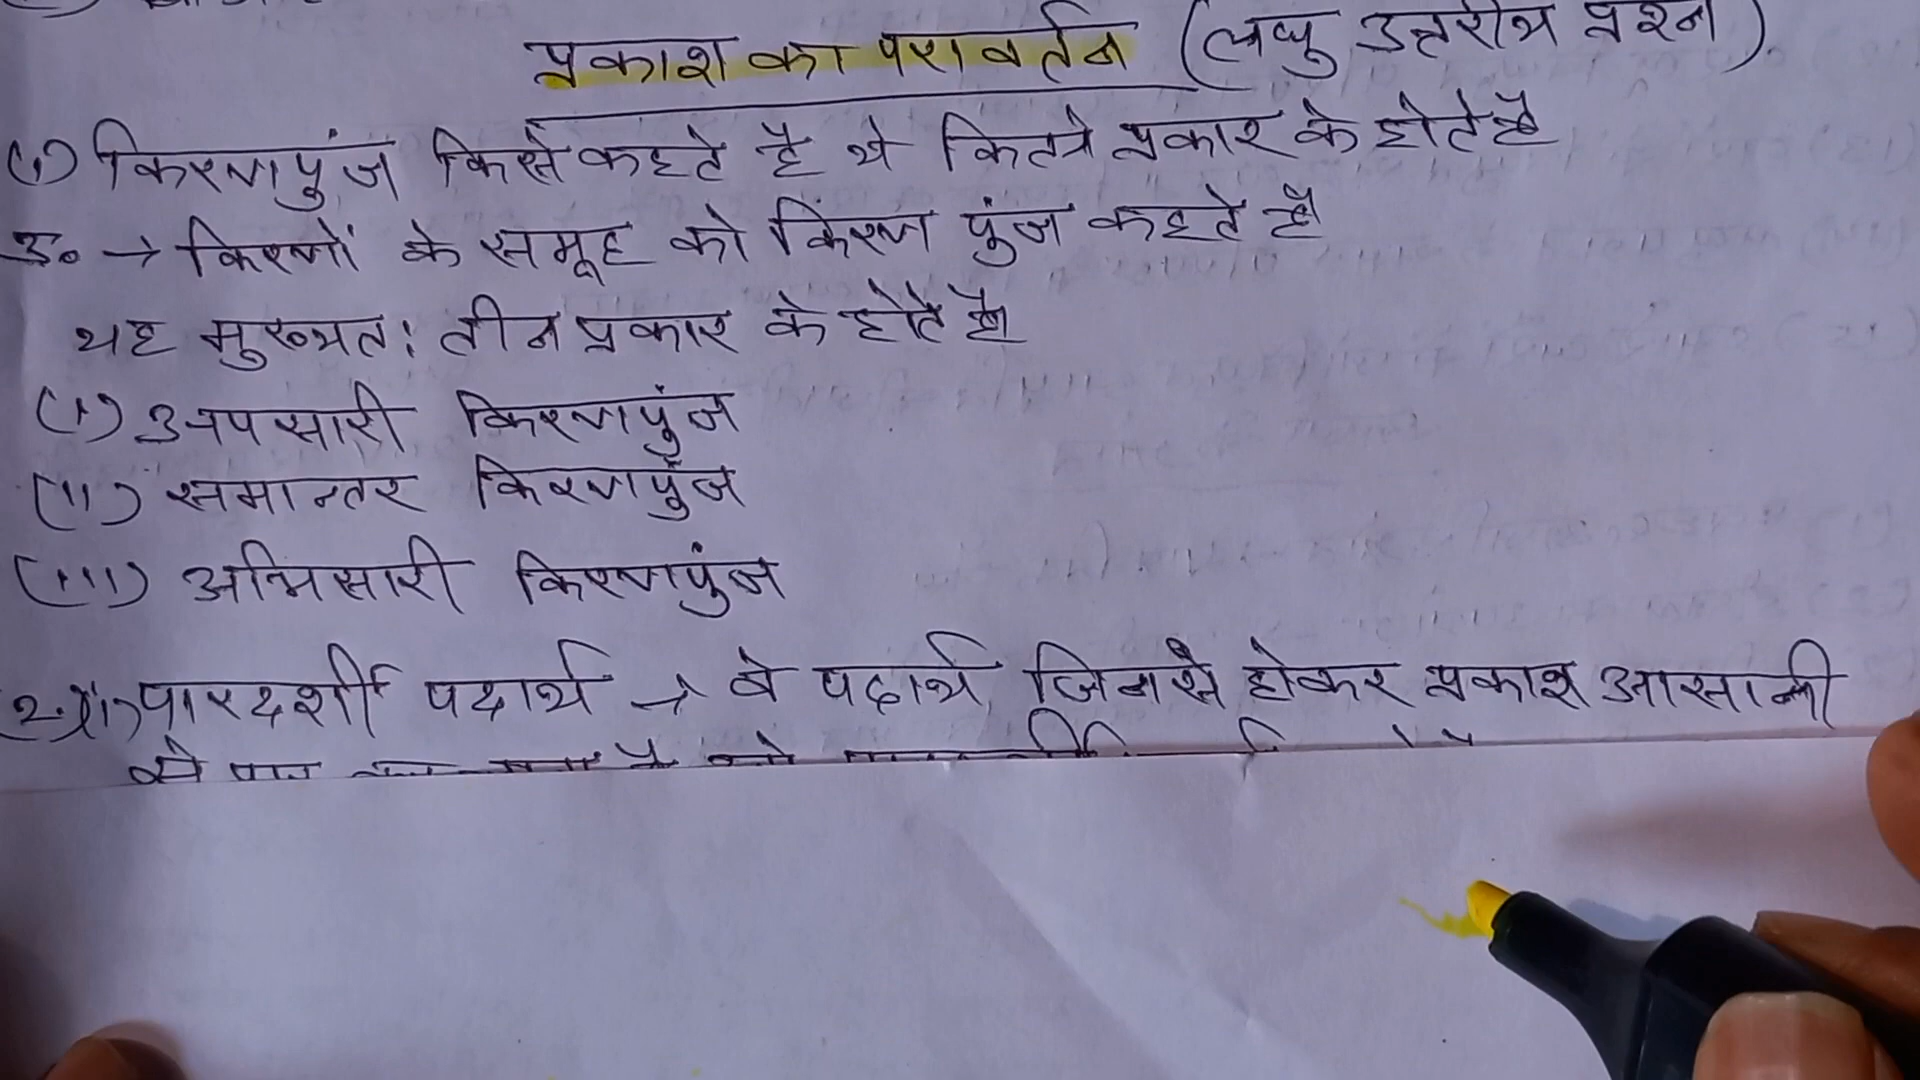 प्रकाश का परावर्तन (लघु उत्तरीय प्रश्न)
(1) किरणपुंज किसे कहते है ये कितने प्रकार के होते है
उ० → किरणों के समूह को किरण पुंज कहते है
यह मुख्यत: तीन प्रकार के होते है।
(i) अपसारी किरणपुंज
(ii) समान्तर किरणपुंज
(iii) अभिसारी किरणपुंज
2.(i) पारदर्शी पदार्थ → वे पदार्थ जिनसे होकर प्रकाश आसानी
से